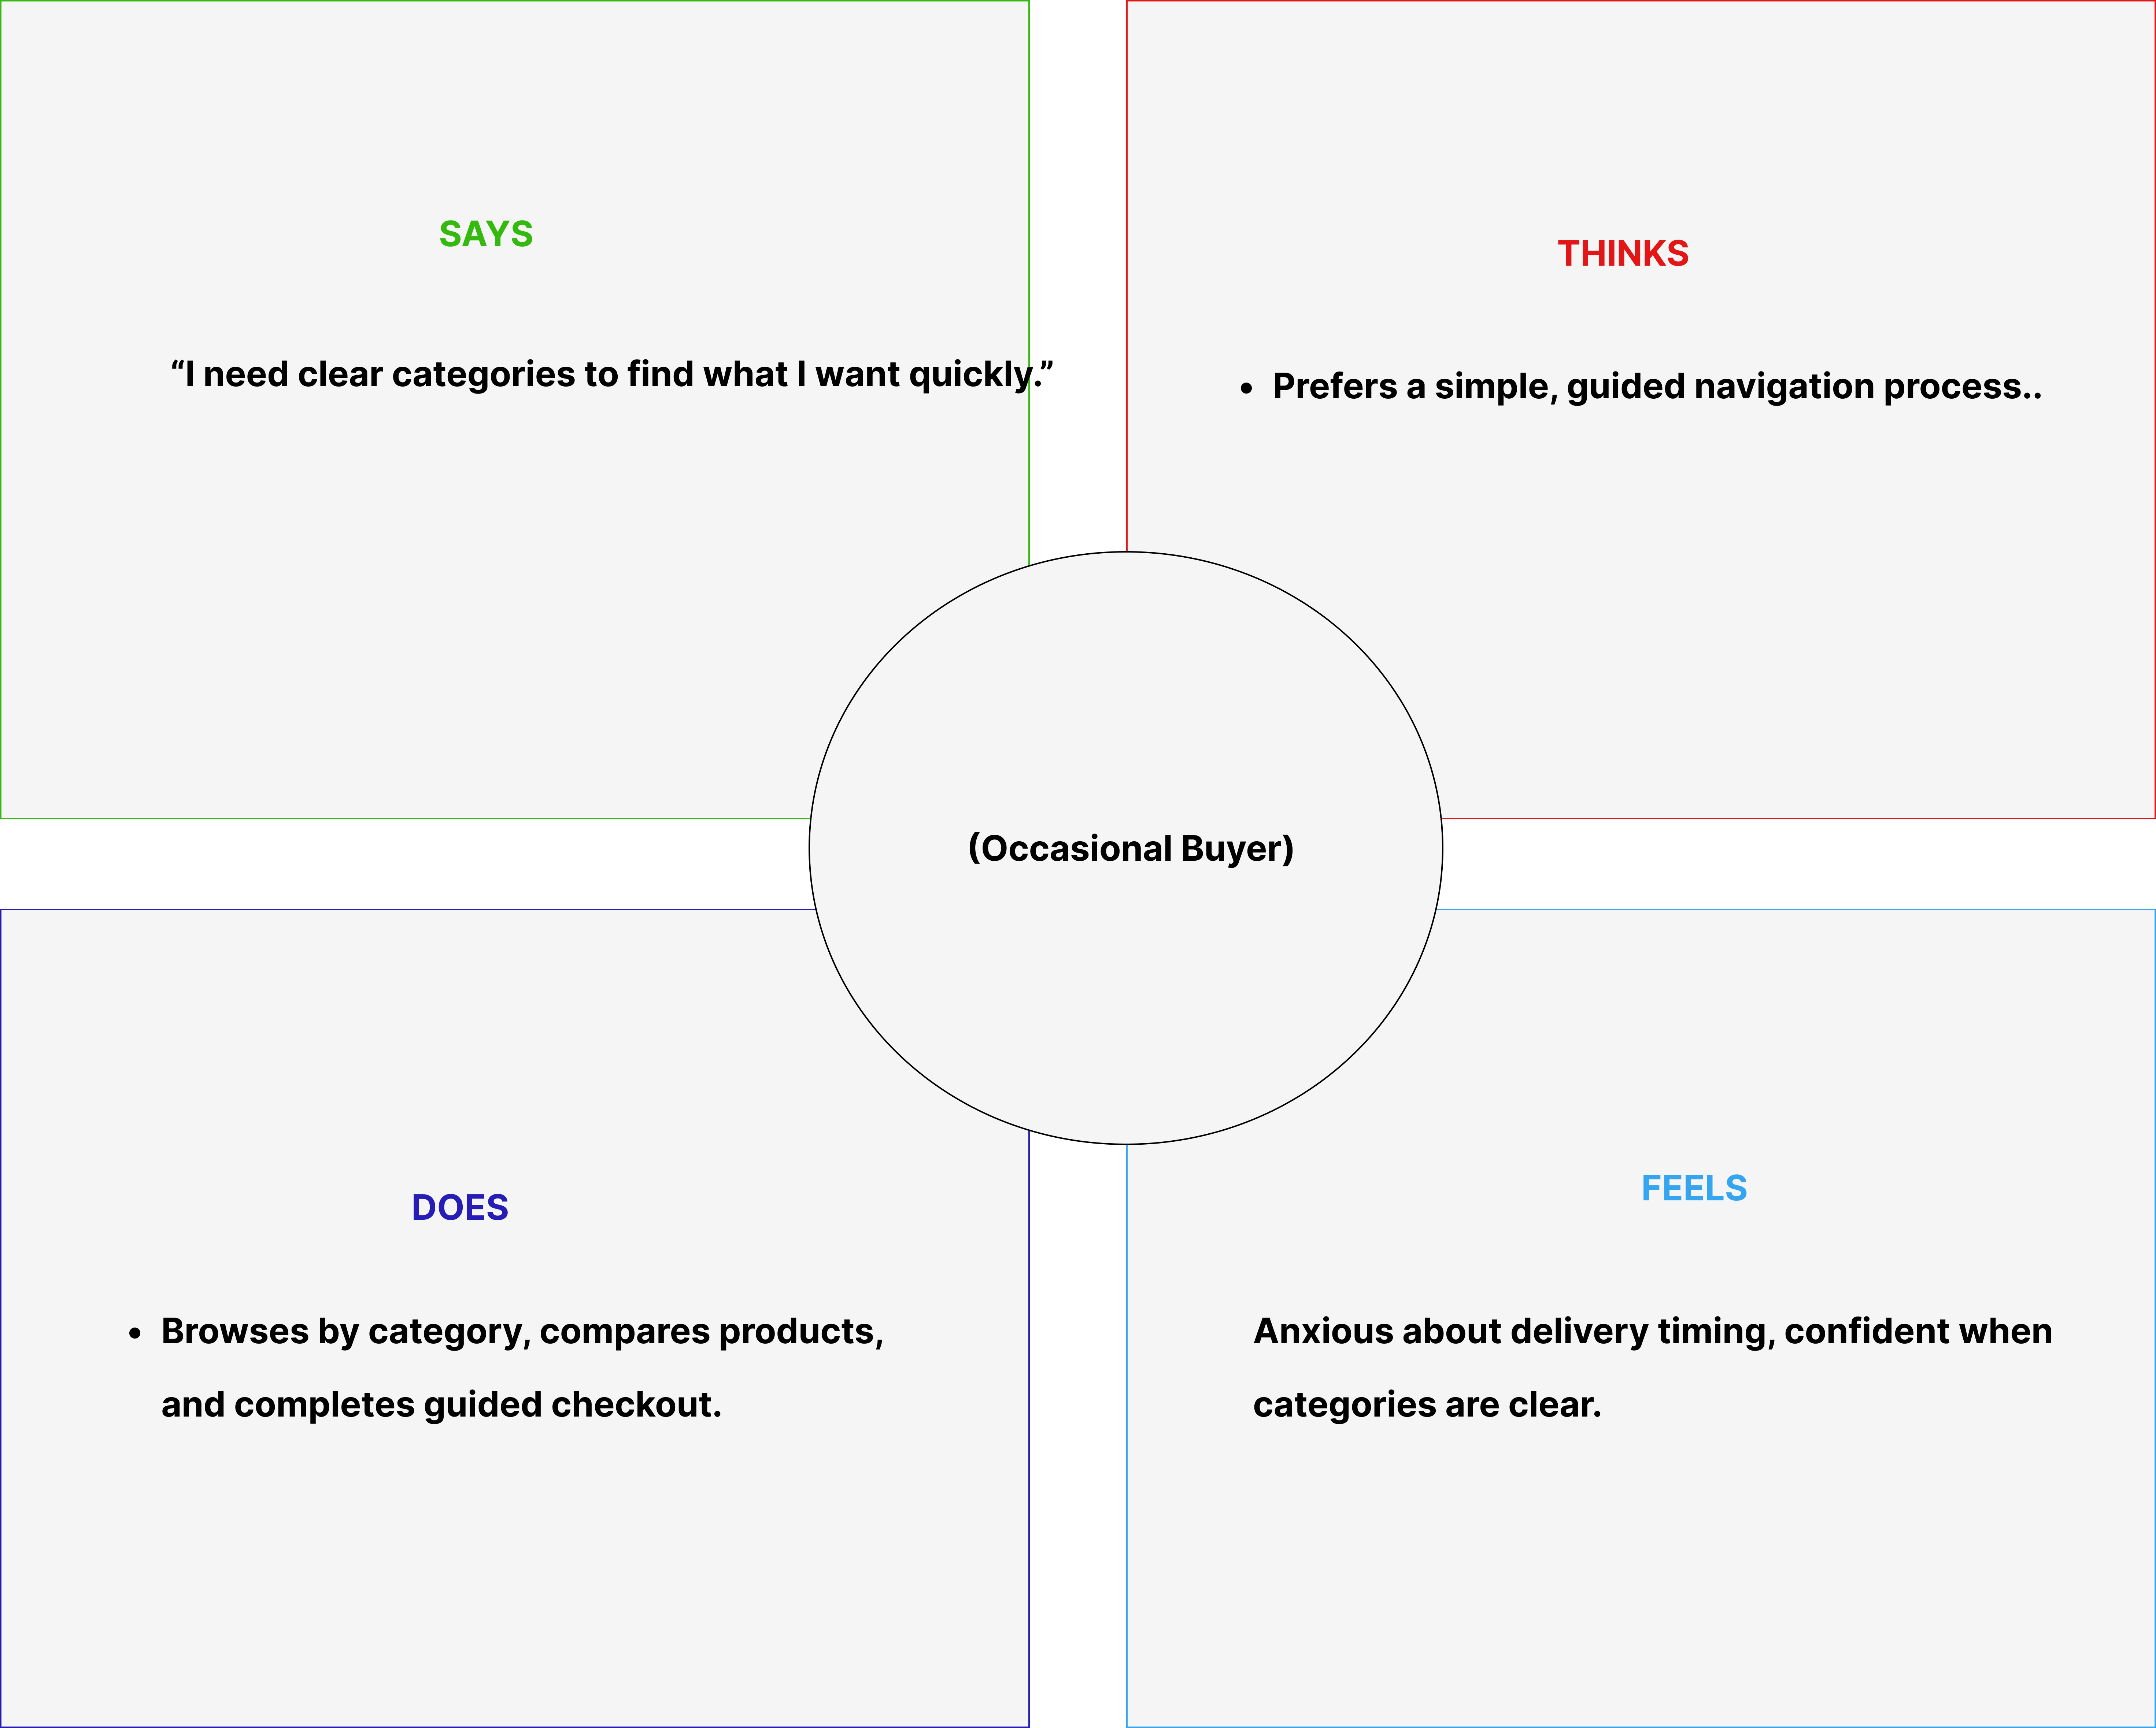 SAYS
“I need clear categories to find what I want quickly.”
THINKS
• Prefers a simple, guided navigation process..
(Occasional Buyer)
DOES
• Browses by category, compares products,
and completes guided checkout.
FEELS
Anxious about delivery timing, confident when
categories are clear.